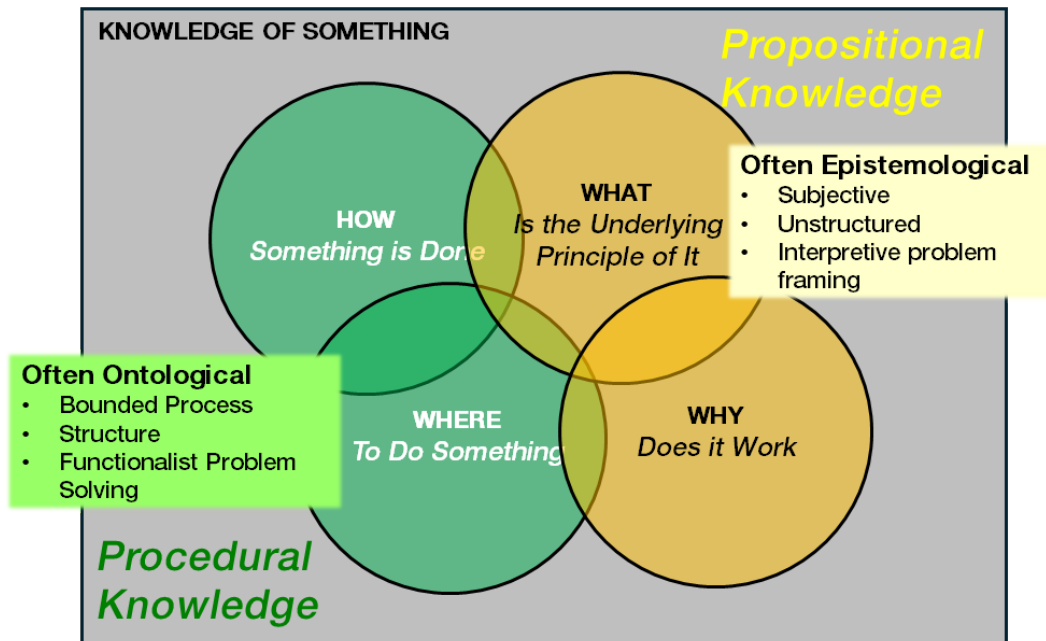 KNOWLEDGE OF SOMETHING
Propositional
Knowledge
Often Epistemological
• Subjective
• Unstructured
• Interpretive problem
framing
HOW
Something is Done
WHAT
Is the Underlying
Principle of It
Often Ontological
• Bounded Process
• Structure
• Functionalist Problem
Solving
WHERE
To Do Something
WHY
Does it Work
Procedural
Knowledge